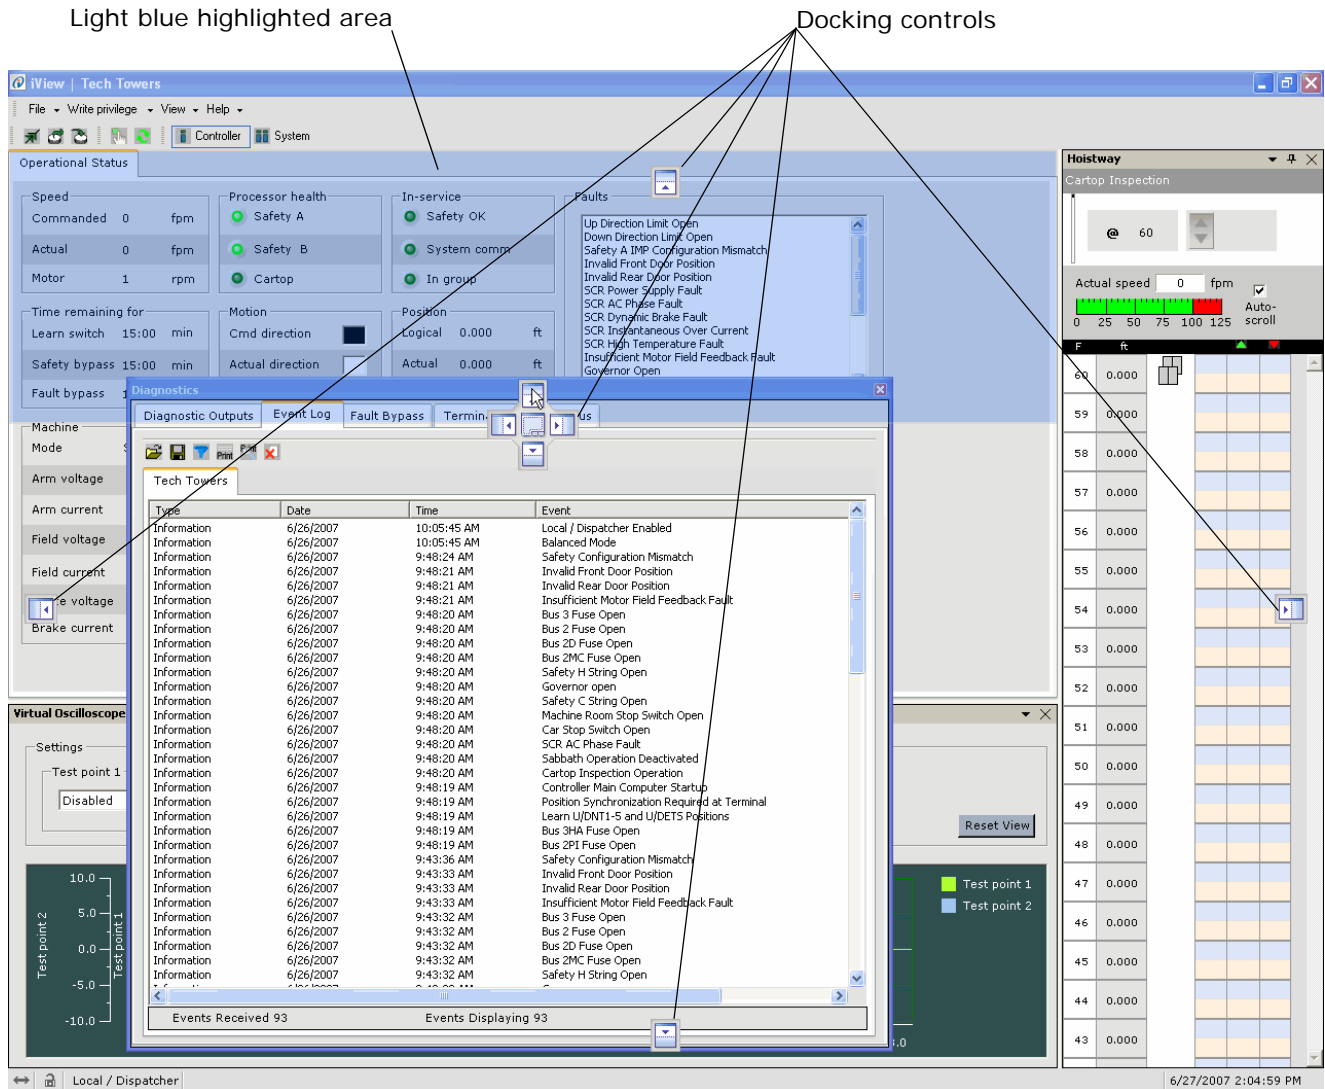 Light blue highlighted area
Docking controls
iView | Tech Towers
File Write privilege View Help
Controller System
Operational Status
Speed
Commanded 0 fpm
Actual 0 fpm
Motor 1 rpm
Processor health
Safety A
Safety B
Cartop
In-service
Safety OK
System comm
In group
Faults
Up Direction Limit Open
Down Direction Limit Open
Safety A IMP Configuration Mismatch
Invalid Front Door Position
Invalid Rear Door Position
SCR Power Supply Fault
SCR AC Phase Fault
SCR Dynamic Brake Fault
SCR Instantaneous Over Current
SCR High Temperature Fault
Insufficient Motor Field Feedback Fault
Governor Open
Time remaining for
Learn switch 15:00 min
Safety bypass 15:00 min
Fault bypass
Motion
Cmd direction
Actual direction
Position
Logical 0.000 ft
Actual 0.000 ft
Machine
Mode
Arm voltage
Arm current
Field voltage
Field current
voltage
Brake current
Diagnostics
Diagnostic Outputs Event Log Fault Bypass
Print
Tech Towers
Type Date Time Event
Information 6/26/2007 10:05:45 AM Local / Dispatcher Enabled
Information 6/26/2007 10:05:45 AM Balanced Mode
Information 6/26/2007 9:48:24 AM Safety Configuration Mismatch
Information 6/26/2007 9:48:21 AM Invalid Front Door Position
Information 6/26/2007 9:48:21 AM Invalid Rear Door Position
Information 6/26/2007 9:48:21 AM Insufficient Motor Field Feedback Fault
Information 6/26/2007 9:48:20 AM Bus 3 Fuse Open
Information 6/26/2007 9:48:20 AM Bus 2 Fuse Open
Information 6/26/2007 9:48:20 AM Bus 2D Fuse Open
Information 6/26/2007 9:48:20 AM Bus 2MC Fuse Open
Information 6/26/2007 9:48:20 AM Safety H String Open
Information 6/26/2007 9:48:20 AM Governor open
Information 6/26/2007 9:48:20 AM Safety C String Open
Information 6/26/2007 9:48:20 AM Machine Room Stop Switch Open
Information 6/26/2007 9:48:20 AM Car Stop Switch Open
Information 6/26/2007 9:48:20 AM SCR AC Phase Fault
Information 6/26/2007 9:48:20 AM Sabbath Operation Deactivated
Information 6/26/2007 9:48:20 AM Cartop Inspection Operation
Information 6/26/2007 9:48:19 AM Controller Main Computer Startup
Information 6/26/2007 9:48:19 AM Position Synchronization Required at Terminal
Information 6/26/2007 9:48:19 AM Learn U/DNT1-5 and U/DETS Positions
Information 6/26/2007 9:48:19 AM Bus 3HA Fuse Open
Information 6/26/2007 9:48:19 AM Bus 2PI Fuse Open
Information 6/26/2007 9:43:36 AM Safety Configuration Mismatch
Information 6/26/2007 9:43:33 AM Invalid Front Door Position
Information 6/26/2007 9:43:33 AM Invalid Rear Door Position
Information 6/26/2007 9:43:33 AM Insufficient Motor Field Feedback Fault
Information 6/26/2007 9:43:32 AM Bus 3 Fuse Open
Information 6/26/2007 9:43:32 AM Bus 2 Fuse Open
Information 6/26/2007 9:43:32 AM Bus 2D Fuse Open
Information 6/26/2007 9:43:32 AM Bus 2MC Fuse Open
Information 6/26/2007 9:43:32 AM Safety H String Open
Events Received 93 Events Displaying 93
Virtual Oscilloscope
Settings
Test point 1
Disabled
Reset View
Test point 2
Test point 1
10.0
5.0
0.0
-5.0
-10.0
Test point 1
Test point 2
Hoistway
Cartop Inspection
@ 60
Actual speed 0 fpm
Auto-scroll
0 25 50 75 100 125
F ft
60 0.000
59 0.000
58 0.000
57 0.000
56 0.000
55 0.000
54 0.000
53 0.000
52 0.000
51 0.000
50 0.000
49 0.000
48 0.000
47 0.000
46 0.000
45 0.000
44 0.000
43 0.000
Local / Dispatcher
6/27/2007 2:04:59 PM